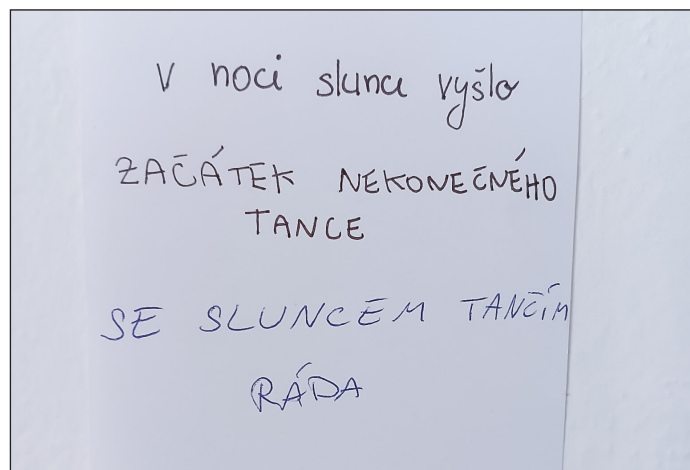 v noci slunce vyšlo
ZAČÁTEK NEKONEČNÉHO
TANCE
SE SLUNCEM TANČÍM
RÁDA